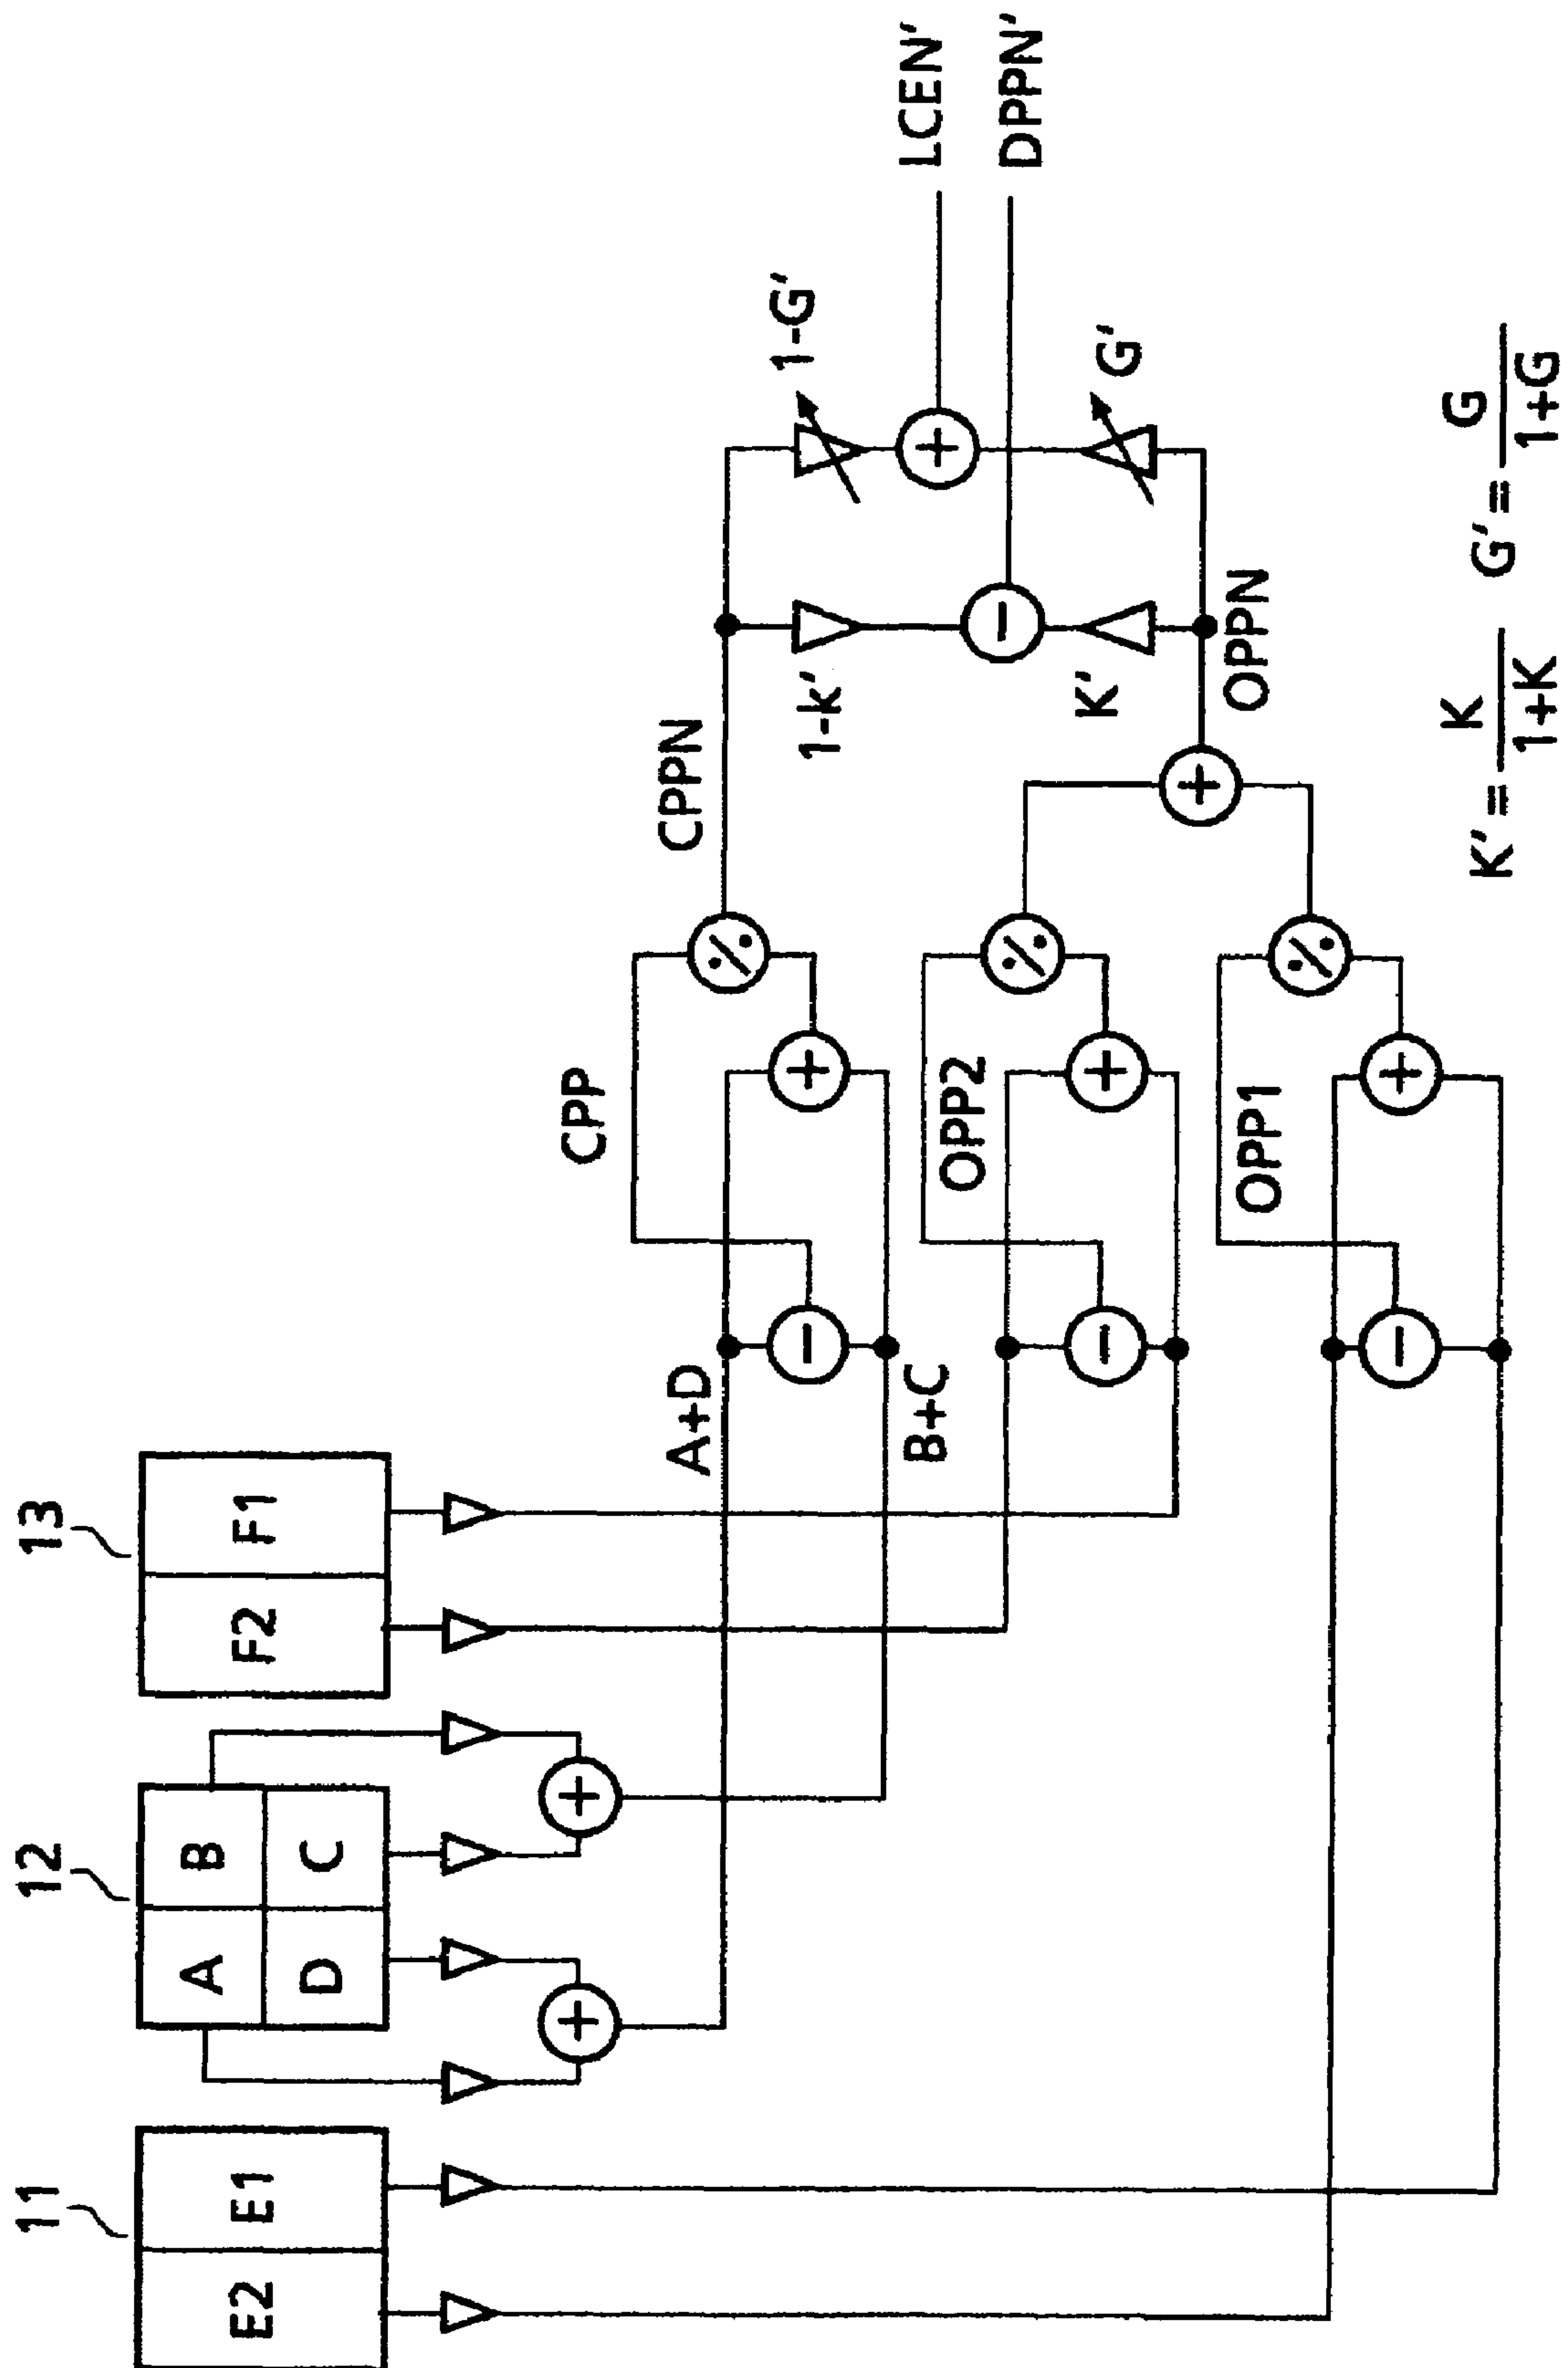 11
E2
E1
12
A
B
D
C
13
F2
F1
A+D
B+C
CPP
OPP2
OPP1
CPPN
OPPN
1-k'
K'
1-G'
G'
LCEN'
DPPN'
K' = K / 1+K
G' = G / 1+G
+
+
−
+
%
−
+
%
−
+
%
+
−
+